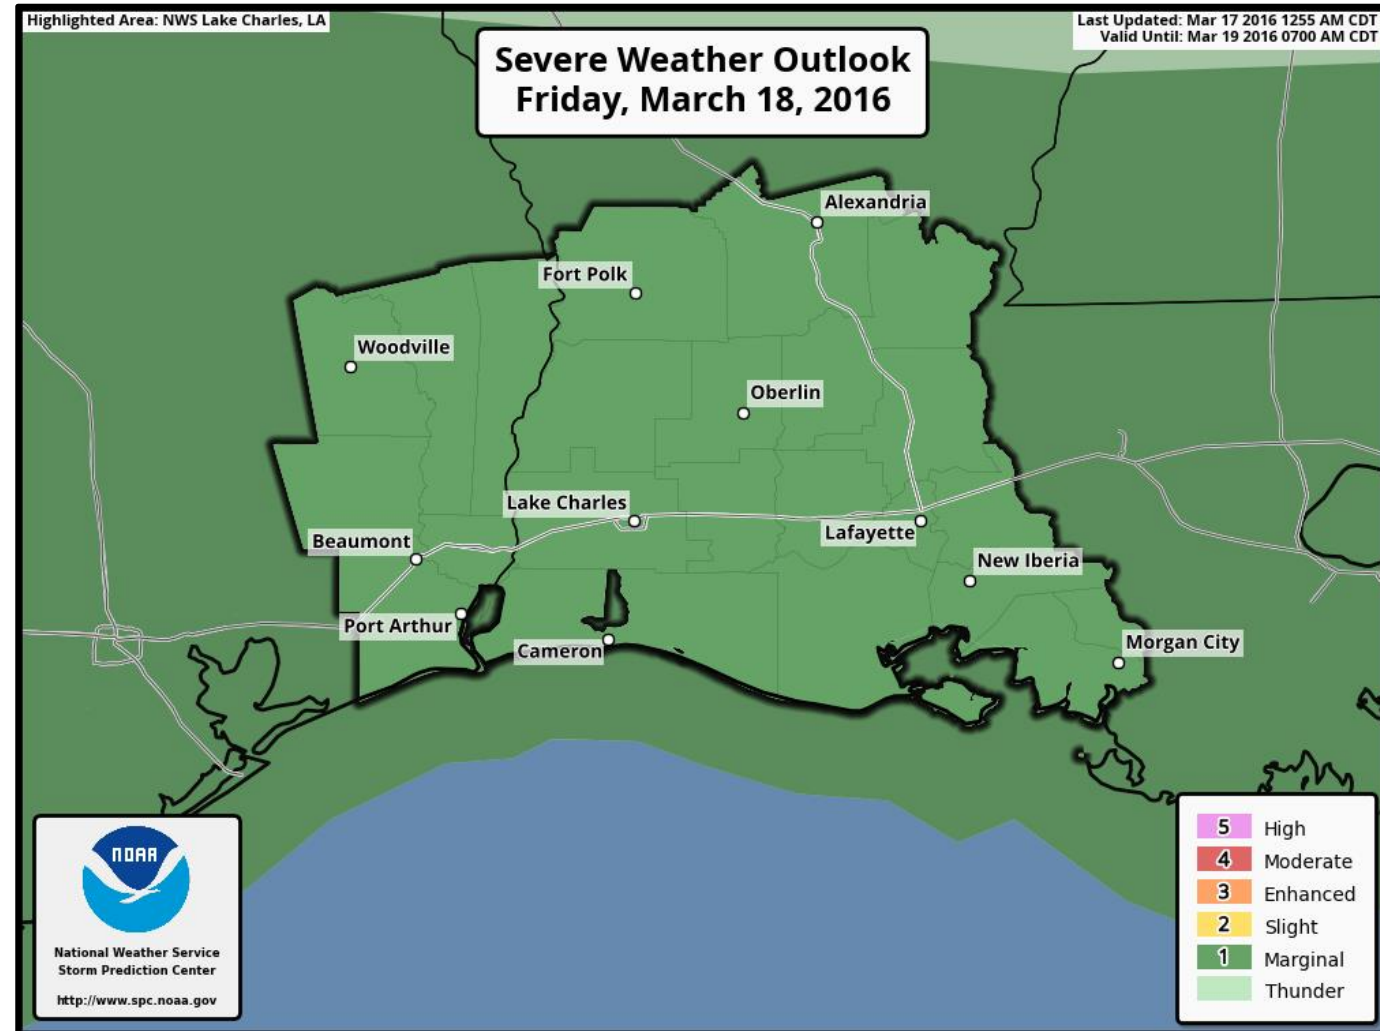 Highlighted Area: NWS Lake Charles, LA
Last Updated: Mar 17 2016 1255 AM CDT
Valid Until: Mar 19 2016 0700 AM CDT
Severe Weather Outlook
Friday, March 18, 2016
Alexandria
Fort Polk
Woodville
Oberlin
Lake Charles
Lafayette
Beaumont
New Iberia
Port Arthur
Cameron
Morgan City
NOAA
National Weather Service
Storm Prediction Center
http://www.spc.noaa.gov
5 High
4 Moderate
3 Enhanced
2 Slight
1 Marginal
Thunder